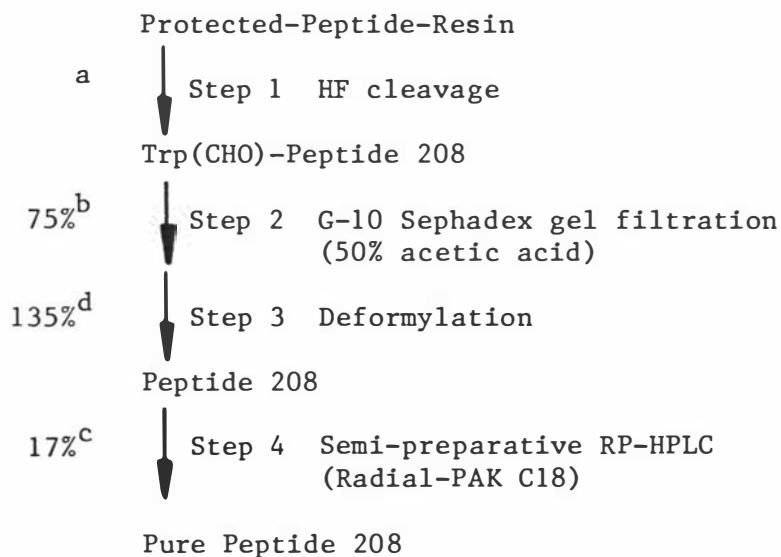 Protected-Peptide-Resin
a Step 1 HF cleavage
Trp(CHO)-Peptide 208
75%b Step 2 G-10 Sephadex gel filtration
(50% acetic acid)
135%d Step 3 Deformylation
Peptide 208
17%c Step 4 Semi-preparative RP-HPLC
(Radial-PAK C18)
Pure Peptide 208